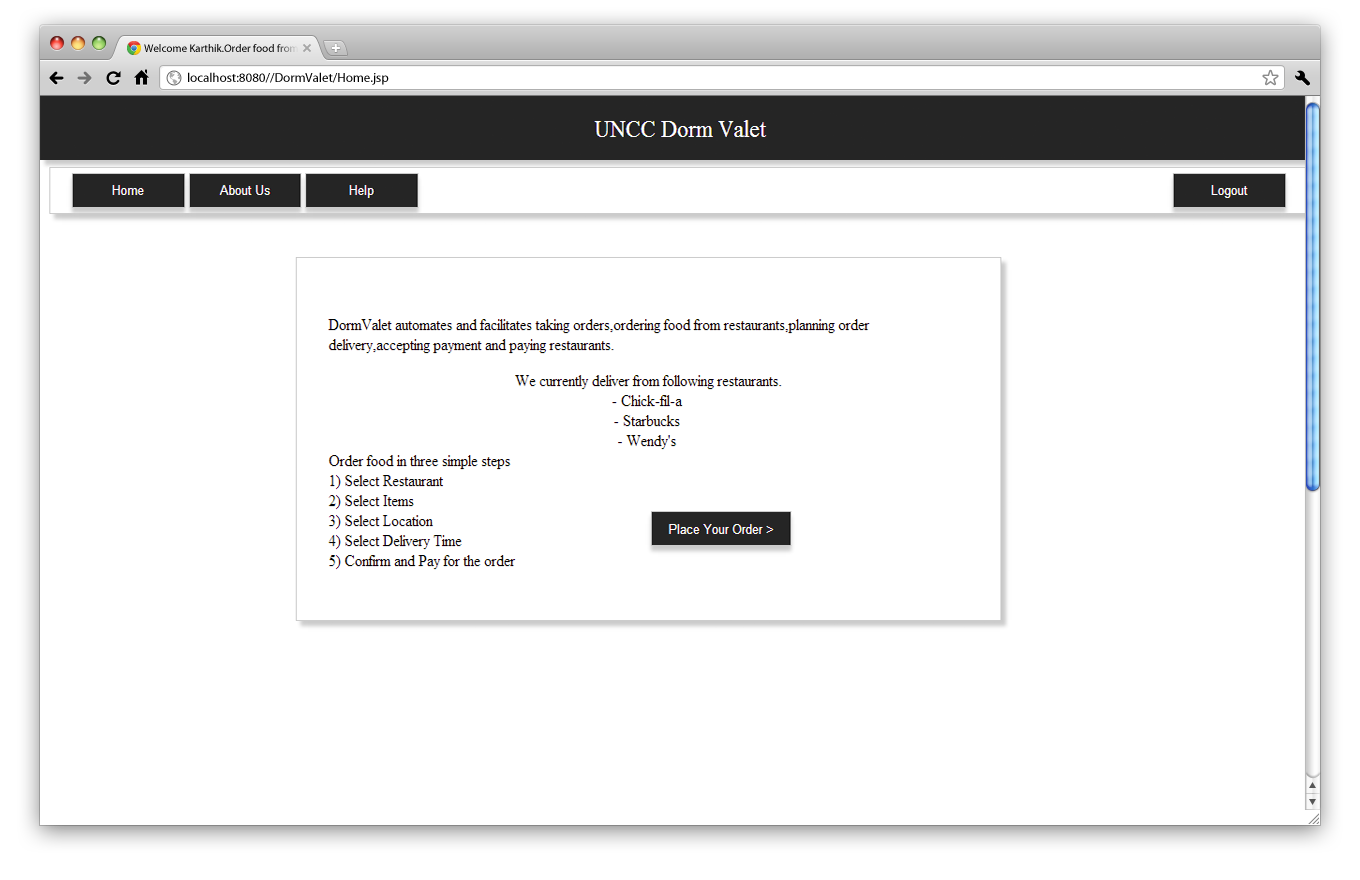 Welcome Karthik.Order food from
localhost:8080//DormValet/Home.jsp
UNCC Dorm Valet
Home About Us Help Logout
DormValet automates and facilitates taking orders,ordering food from restaurants,planning order
delivery,accepting payment and paying restaurants.
We currently deliver from following restaurants.
- Chick-fil-a
- Starbucks
- Wendy's
Order food in three simple steps
1) Select Restaurant
2) Select Items
3) Select Location
4) Select Delivery Time
5) Confirm and Pay for the order
Place Your Order >